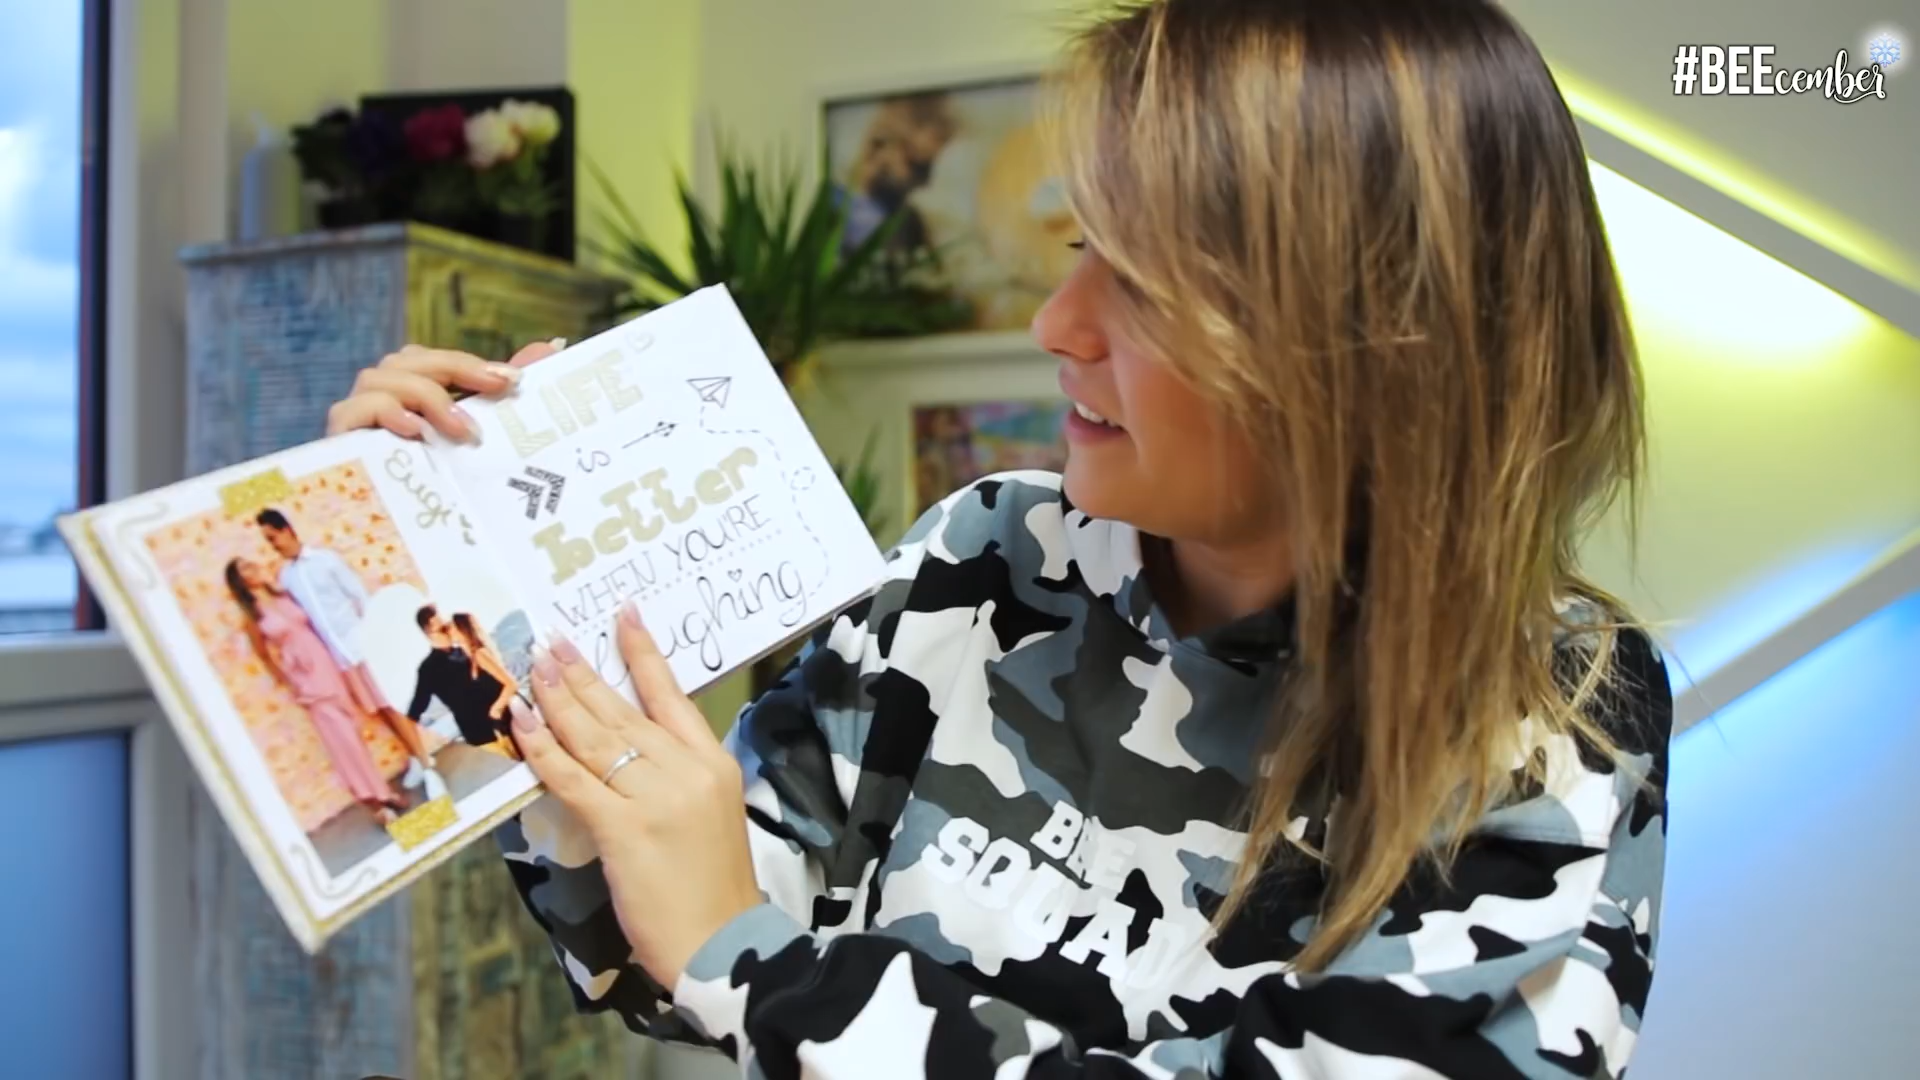 #BEEcember
LIFE
is
better
WHEN YOU'RE
laughing
BEE
SQUAD